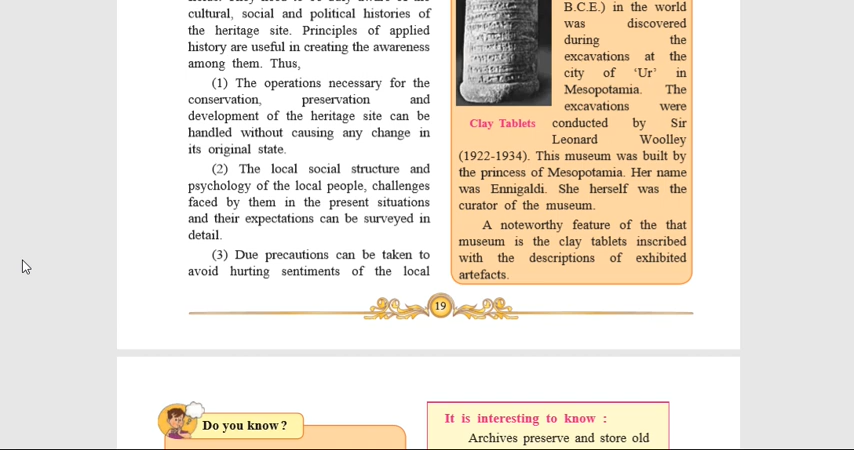 cultural, social and political histories of
the heritage site. Principles of applied
history are useful in creating the awareness
among them. Thus,
(1) The operations necessary for the
conservation, preservation and
development of the heritage site can be
handled without causing any change in
its original state.
(2) The local social structure and
psychology of the local people, challenges
faced by them in the present situations
and their expectations can be surveyed in
detail.
(3) Due precautions can be taken to
avoid hurting sentiments of the local
B.C.E.) in the world
was discovered
during the
excavations at the
city of ‘Ur’ in
Mesopotamia. The
excavations were
Clay Tablets
conducted by Sir
Leonard Woolley
(1922-1934). This museum was built by
the princess of Mesopotamia. Her name
was Ennigaldi. She herself was the
curator of the museum.
A noteworthy feature of the that
museum is the clay tablets inscribed
with the descriptions of exhibited
artefacts.
19
Do you know?
It is interesting to know :
Archives preserve and store old